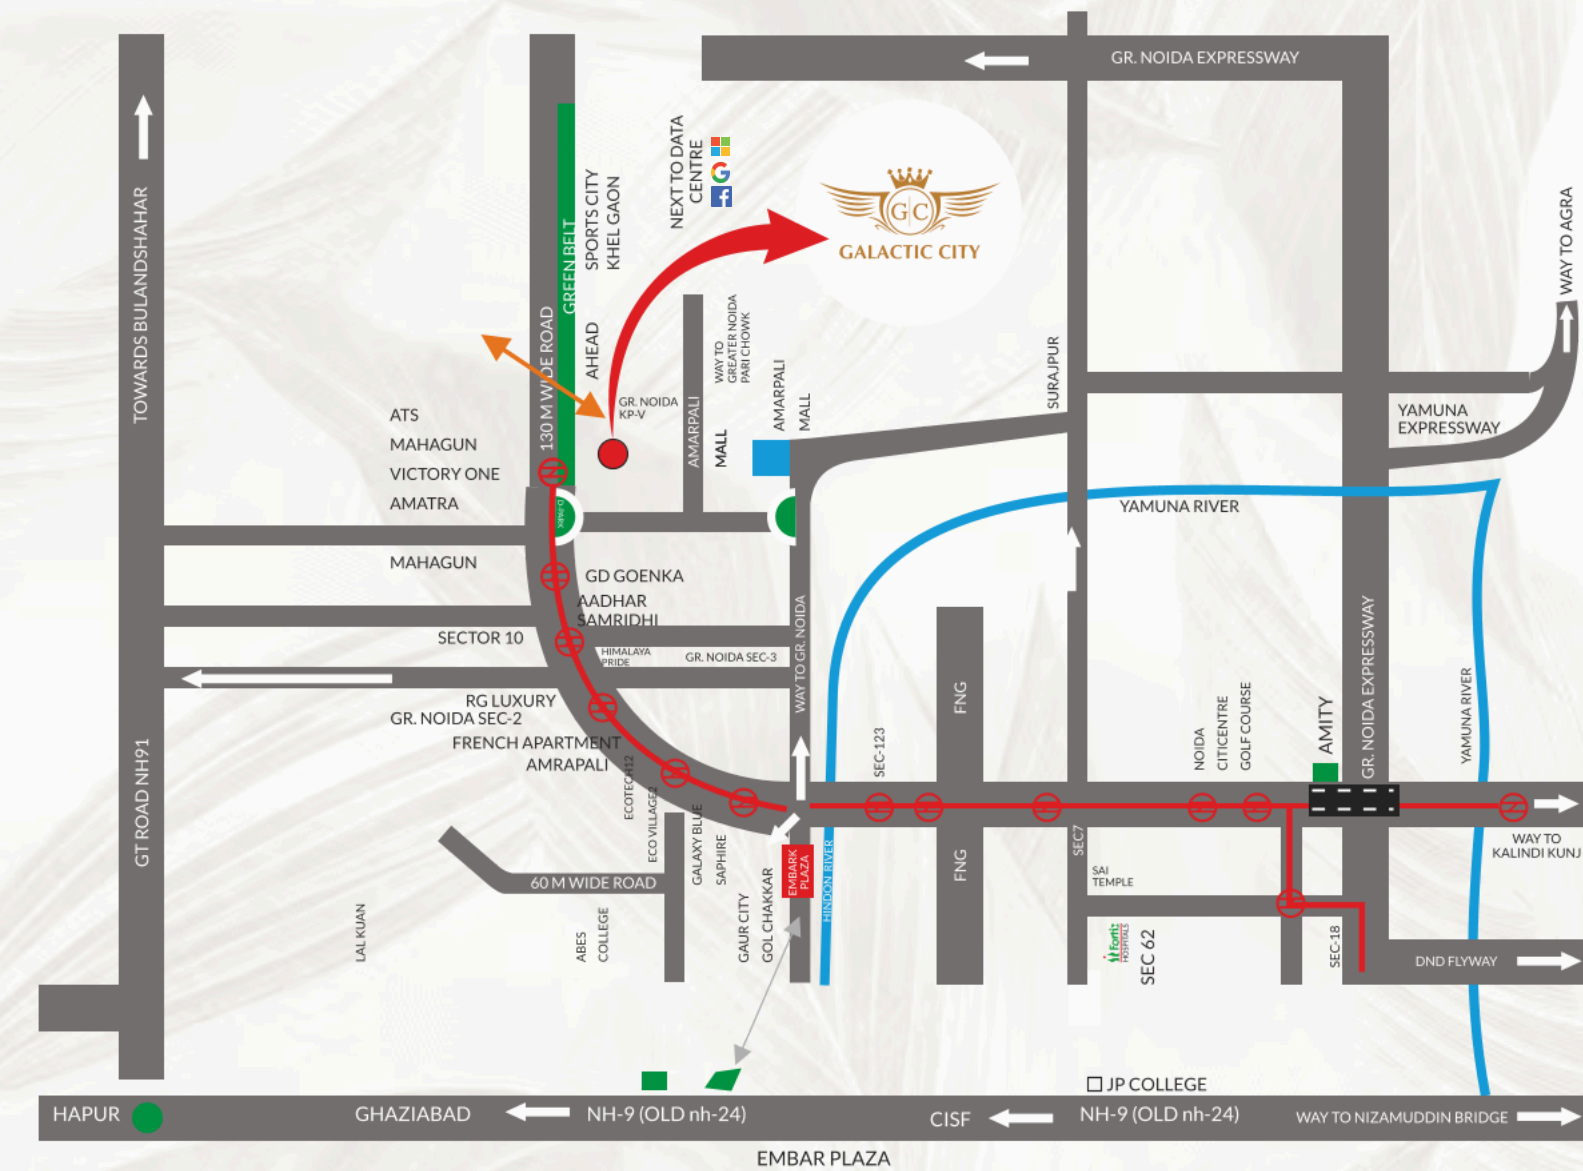 GR. NOIDA EXPRESSWAY
NEXT TO DATA
CENTRE
G
f
G|C
GALACTIC CITY
TOWARDS BULANDSHAHAR
GREEN BELT
SPORTS CITY
KHEL GAON
130 M WIDE ROAD
AHEAD
WAY TO
GREATER NOIDA
PARI CHOWK
WAY TO AGRA
GR. NOIDA
KP-V
AMARPALI
MALL
AMARPALI
MALL
SURAJPUR
ATS
MAHAGUN
VICTORY ONE
AMATRA
YAMUNA
EXPRESSWAY
D-PARK
YAMUNA RIVER
MAHAGUN
GD GOENKA
AADHAR
SAMRIDHI
SECTOR 10
HIMALAYA
PRIDE
GR. NOIDA SEC-3
WAY TO GR. NOIDA
RG LUXURY
GR. NOIDA SEC-2
FRENCH APARTMENT
AMRAPALI
FNG
SEC-123
NOIDA
CITICENTRE
GOLF COURSE
AMITY
GR. NOIDA EXPRESSWAY
YAMUNA RIVER
GT ROAD NH91
ECOTECH12
ECO VILLAGE2
GALAXY BLUE
SAPHIRE
EMBARK
PLAZA
HINDON RIVER
FNG
SEC7
WAY TO
KALINDI KUNJ
SAI
TEMPLE
60 M WIDE ROAD
LAL KUAN
ABES
COLLEGE
GAUR CITY
GOL CHAKKAR
Fortis
HOSPITALS
SEC 62
SEC-18
DND FLYWAY
JP COLLEGE
HAPUR
GHAZIABAD
NH-9 (OLD nh-24)
CISF
NH-9 (OLD nh-24)
WAY TO NIZAMUDDIN BRIDGE
EMBAR PLAZA